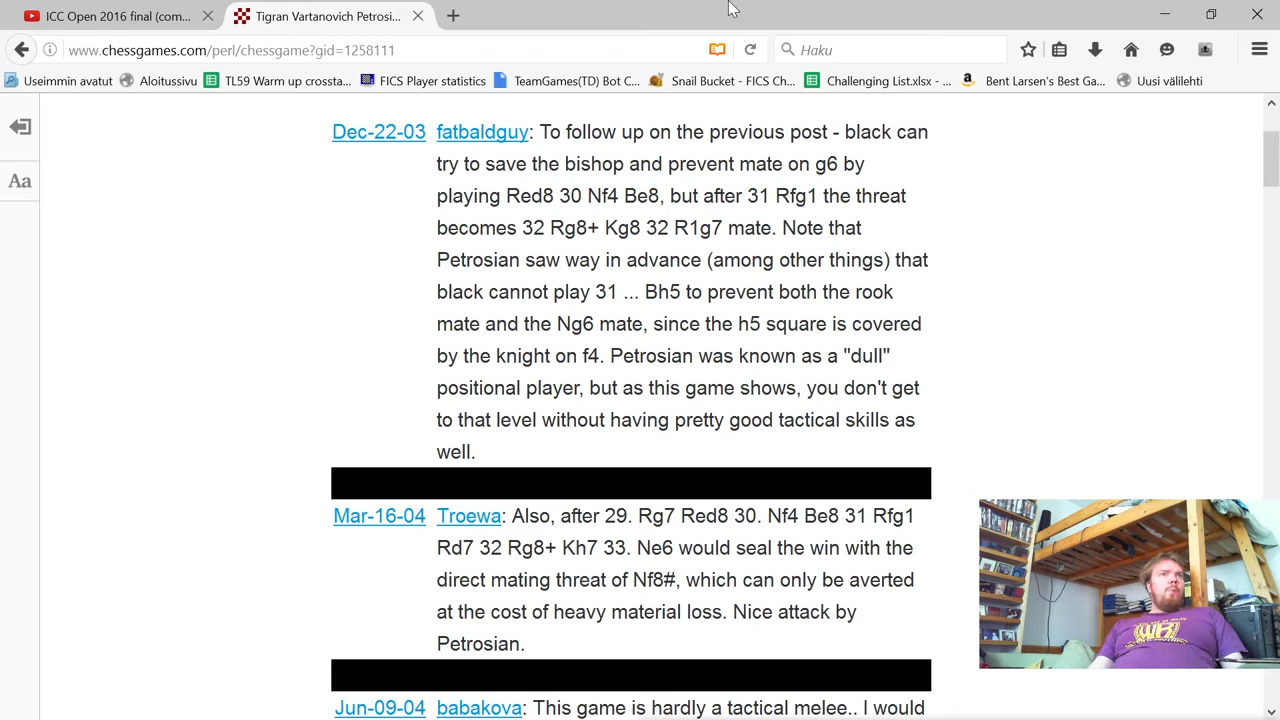 ICC Open 2016 final (com...
Tigran Vartanovich Petrosi...
www.chessgames.com/perl/chessgame?gid=1258111
Haku
Useimmin avatut
Aloitussivu
TL59 Warm up crossta...
FICS Player statistics
TeamGames(TD) Bot C...
Snail Bucket - FICS Ch...
Challenging List.xlsx - ...
Bent Larsen's Best Ga...
Uusi välilehti
Aa
Dec-22-03 fatbaldguy: To follow up on the previous post - black can
try to save the bishop and prevent mate on g6 by
playing Red8 30 Nf4 Be8, but after 31 Rfg1 the threat
becomes 32 Rg8+ Kg8 32 R1g7 mate. Note that
Petrosian saw way in advance (among other things) that
black cannot play 31 ... Bh5 to prevent both the rook
mate and the Ng6 mate, since the h5 square is covered
by the knight on f4. Petrosian was known as a "dull"
positional player, but as this game shows, you don't get
to that level without having pretty good tactical skills as
well.
Mar-16-04 Troewa: Also, after 29. Rg7 Red8 30. Nf4 Be8 31 Rfg1
Rd7 32 Rg8+ Kh7 33. Ne6 would seal the win with the
direct mating threat of Nf8#, which can only be averted
at the cost of heavy material loss. Nice attack by
Petrosian.
Jun-09-04 babakova: This game is hardly a tactical melee.. I would